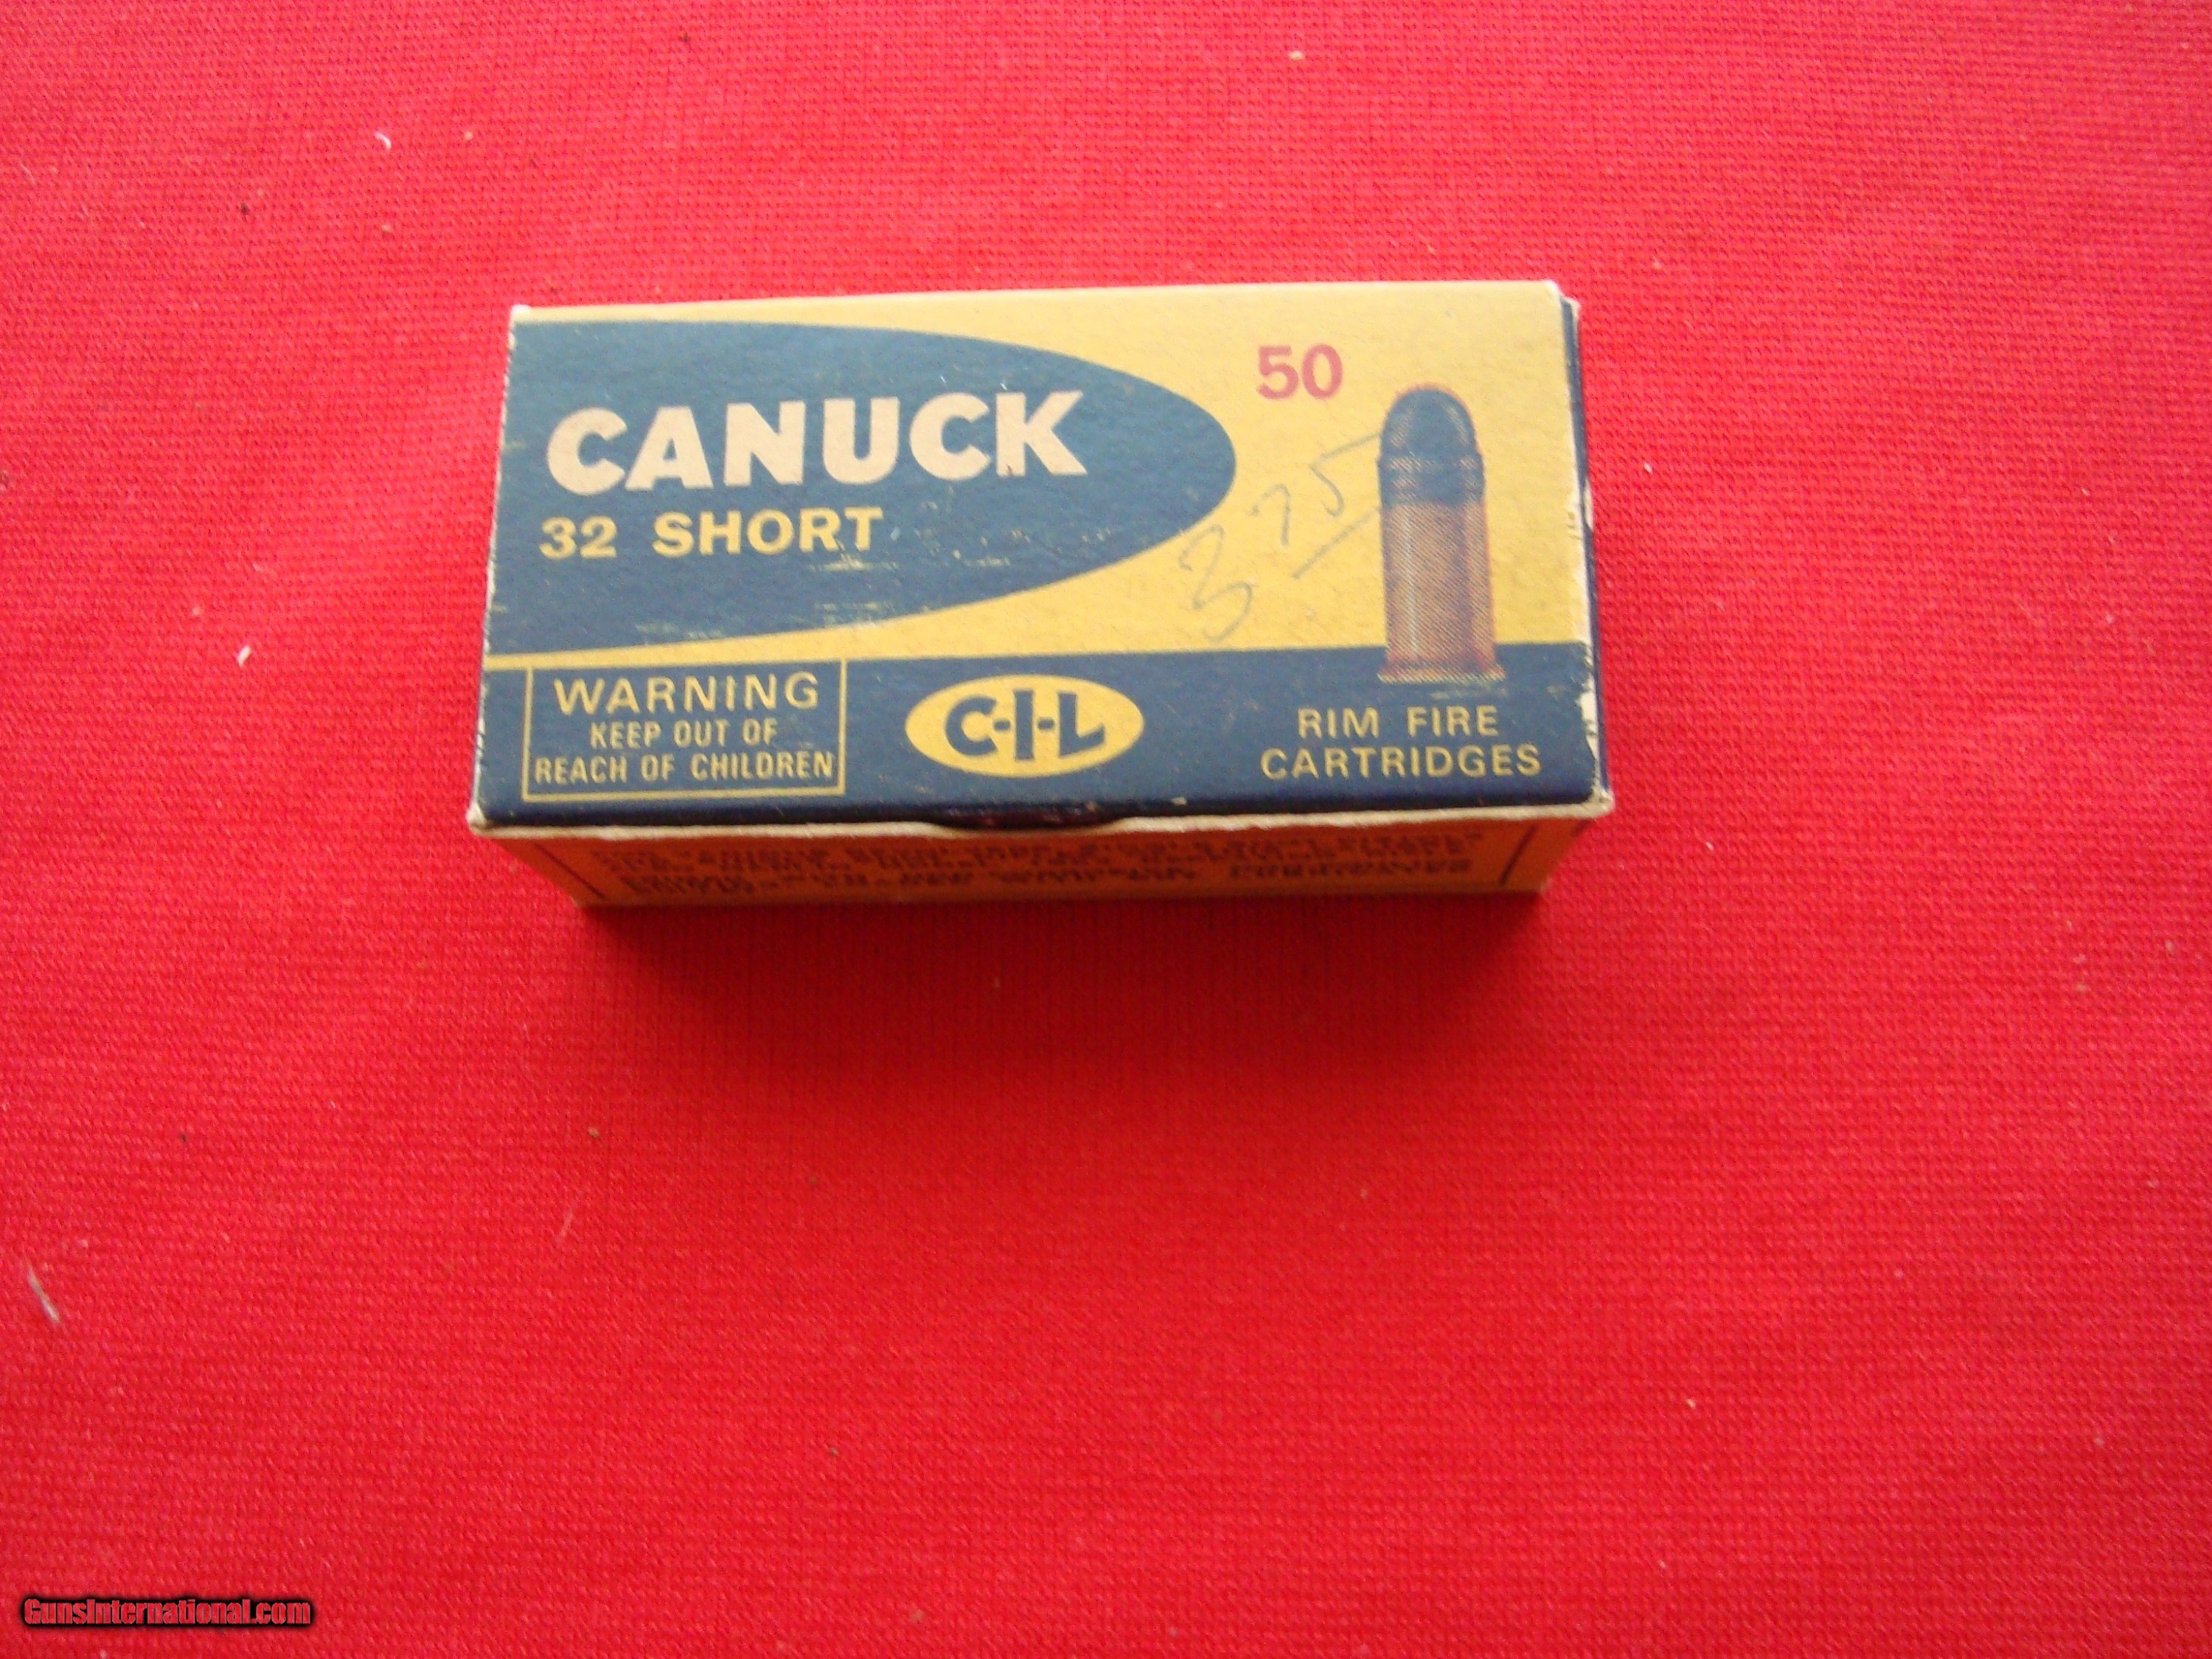 50
CANUCK
32 SHORT
375
WARNING
KEEP OUT OF
REACH OF CHILDREN
C-I-L
RIM FIRE
CARTRIDGES
GunsInternational.com